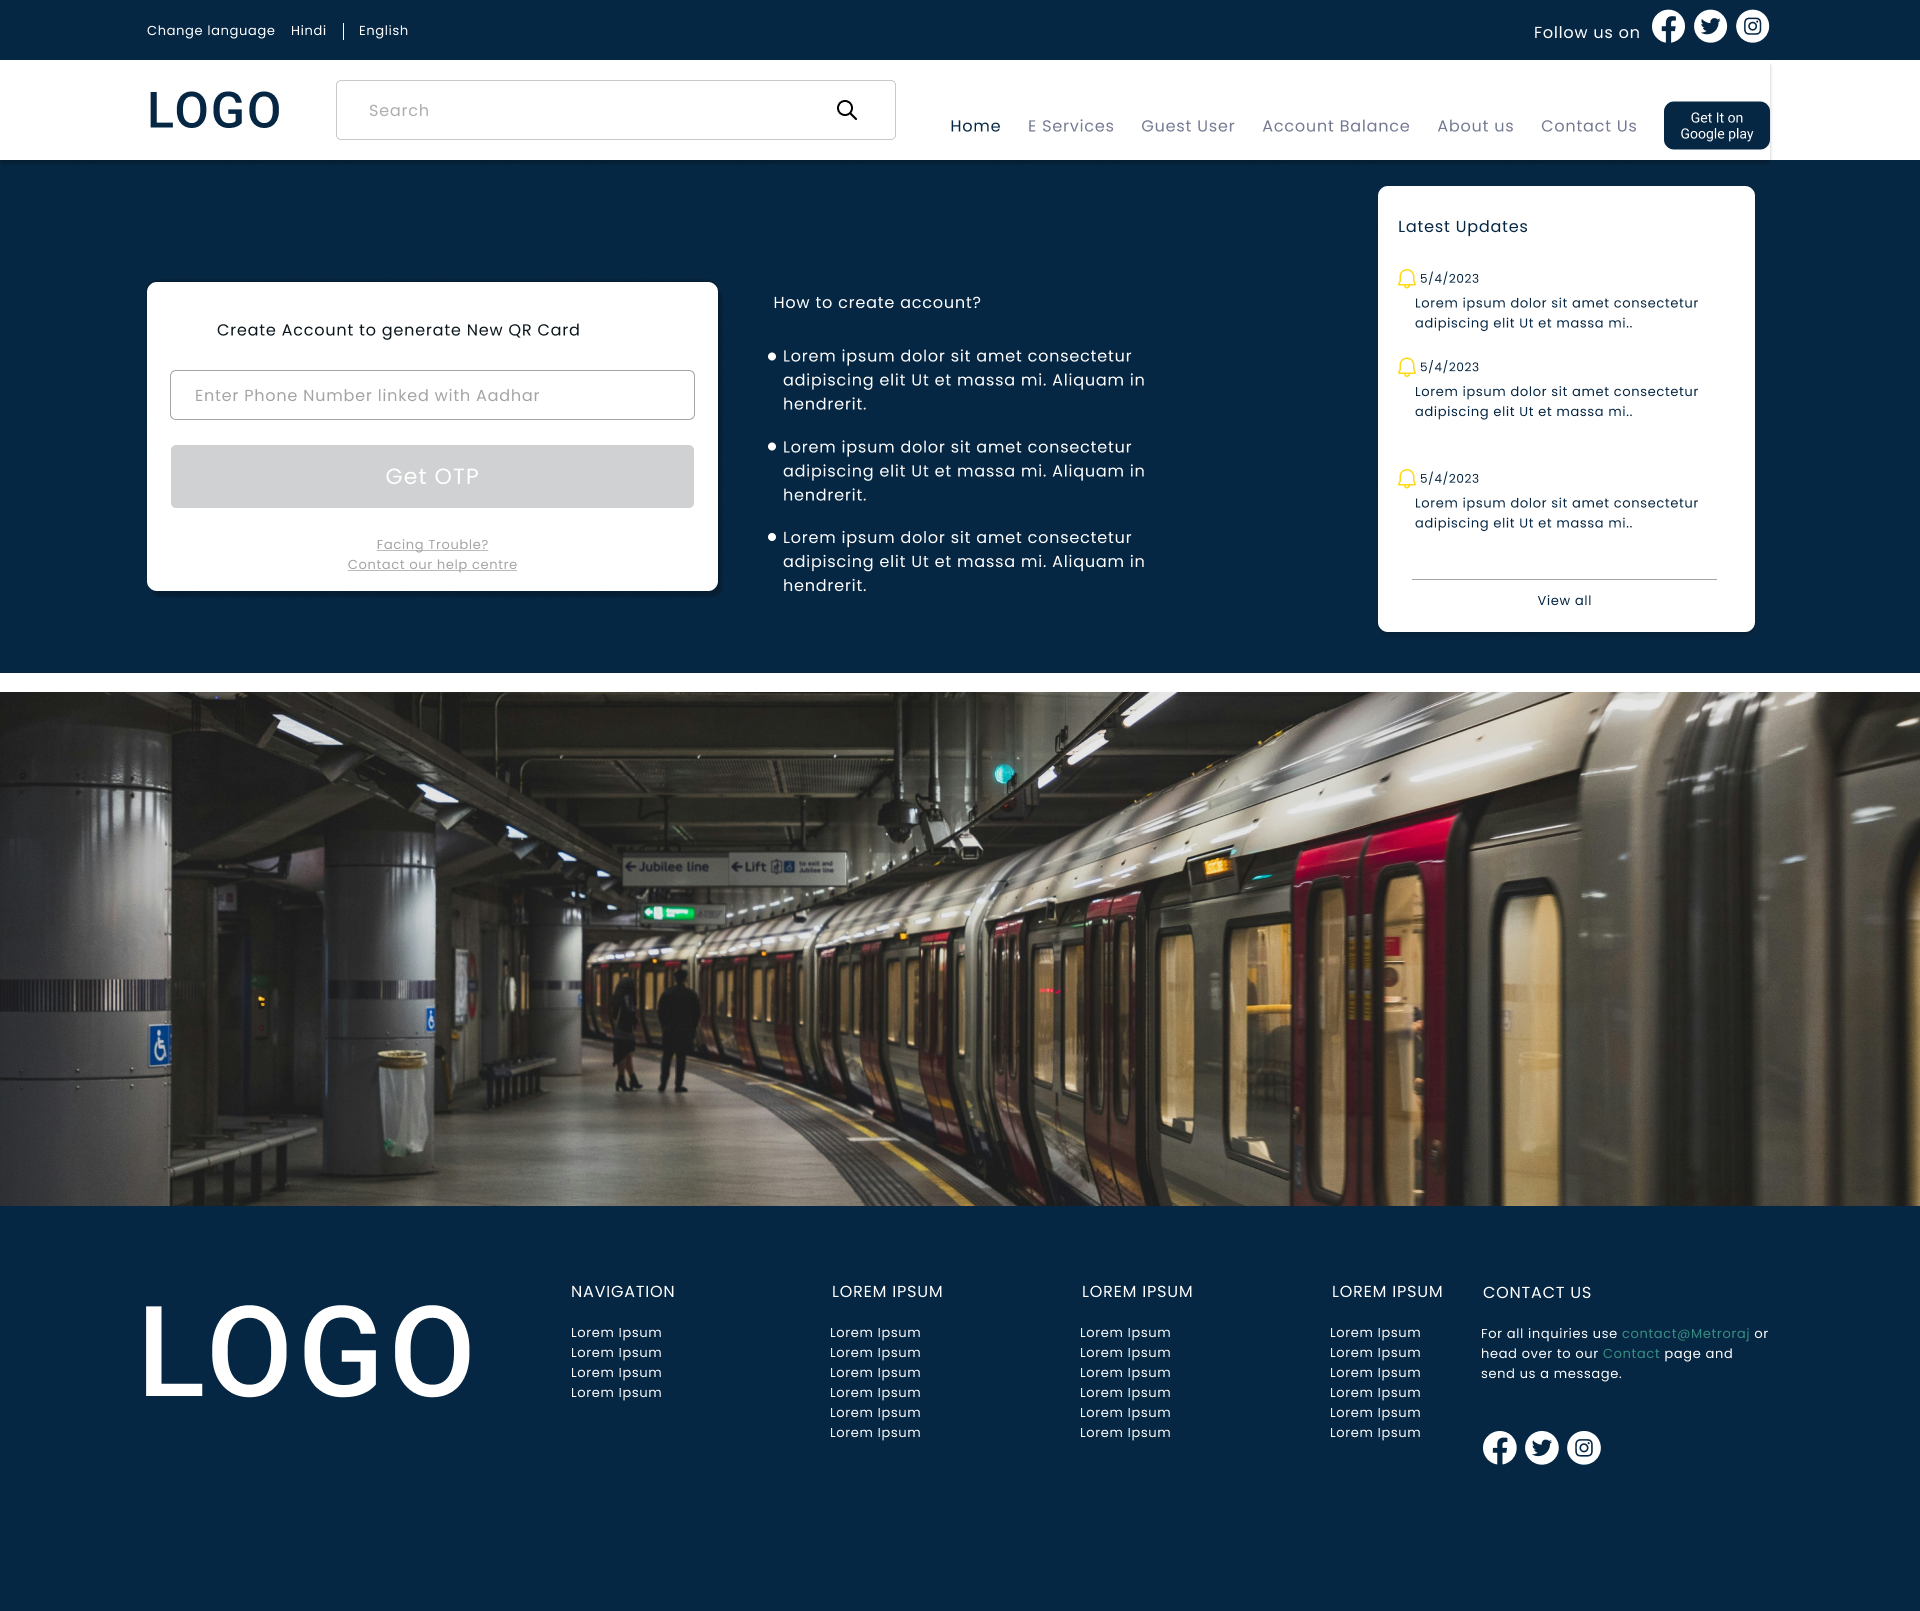 Change language Hindi English
Follow us on
LOGO
Search
Home E Services Guest User Account Balance About us Contact Us
Get It on
Google play
Create Account to generate New QR Card
Enter Phone Number linked with Aadhar
Get OTP
Facing Trouble?
Contact our help centre
How to create account?
Lorem ipsum dolor sit amet consectetur
adipiscing elit Ut et massa mi. Aliquam in
hendrerit.
Lorem ipsum dolor sit amet consectetur
adipiscing elit Ut et massa mi. Aliquam in
hendrerit.
Lorem ipsum dolor sit amet consectetur
adipiscing elit Ut et massa mi. Aliquam in
hendrerit.
Latest Updates
5/4/2023
Lorem ipsum dolor sit amet consectetur
adipiscing elit Ut et massa mi..
5/4/2023
Lorem ipsum dolor sit amet consectetur
adipiscing elit Ut et massa mi..
5/4/2023
Lorem ipsum dolor sit amet consectetur
adipiscing elit Ut et massa mi..
View all
Jubilee line
Lift
to exit and
Jubilee line
LOGO
NAVIGATION
Lorem Ipsum
Lorem Ipsum
Lorem Ipsum
Lorem Ipsum
LOREM IPSUM
Lorem Ipsum
Lorem Ipsum
Lorem Ipsum
Lorem Ipsum
Lorem Ipsum
Lorem Ipsum
LOREM IPSUM
Lorem Ipsum
Lorem Ipsum
Lorem Ipsum
Lorem Ipsum
Lorem Ipsum
Lorem Ipsum
LOREM IPSUM
Lorem Ipsum
Lorem Ipsum
Lorem Ipsum
Lorem Ipsum
Lorem Ipsum
Lorem Ipsum
CONTACT US
For all inquiries use contact@Metroraj or
head over to our Contact page and
send us a message.